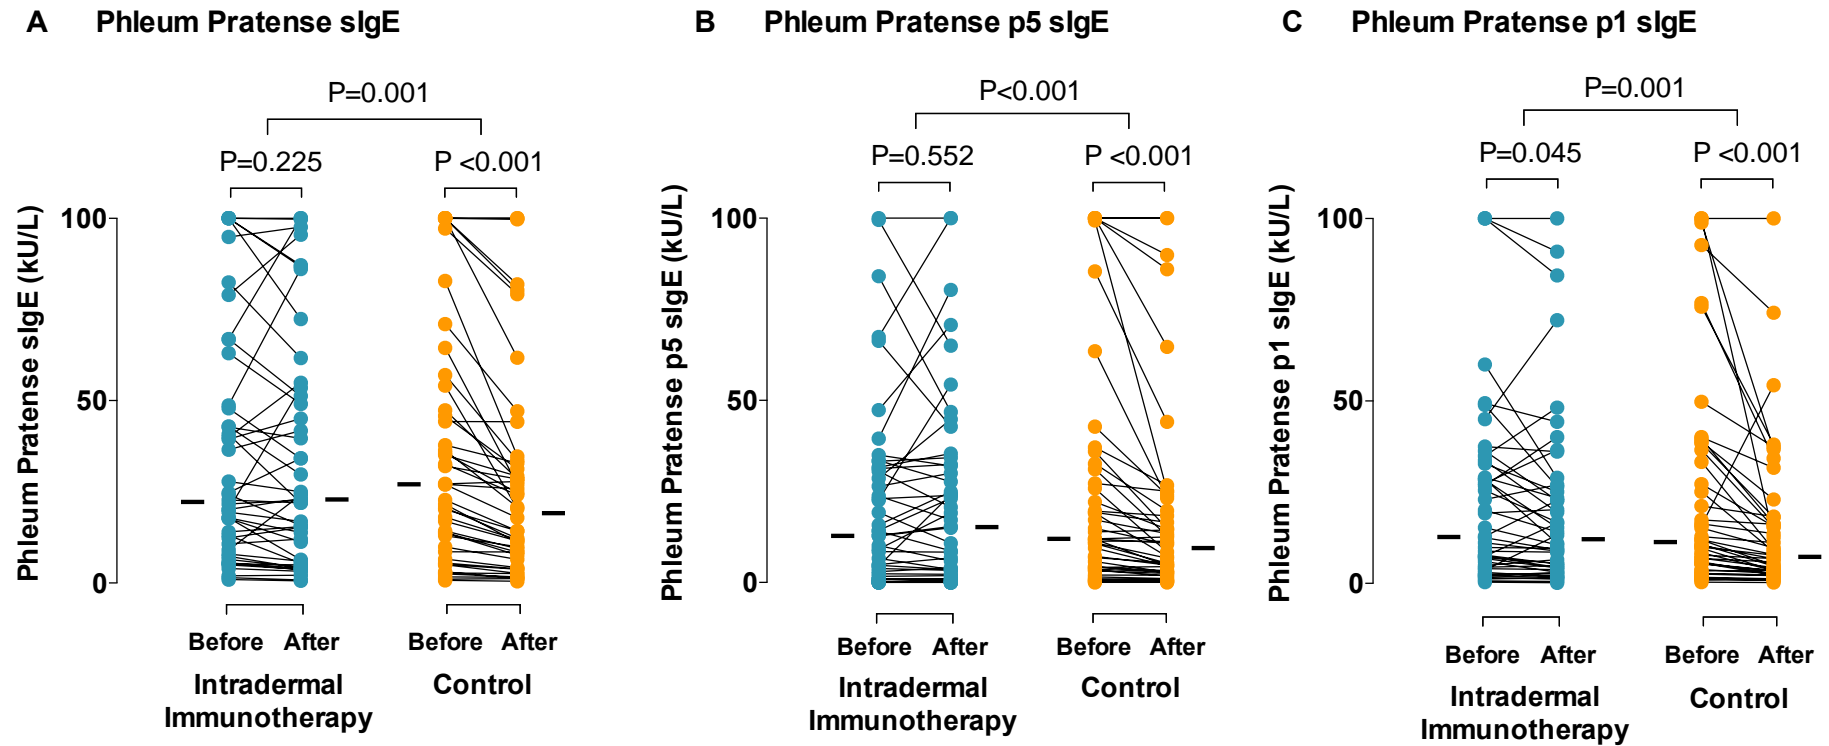 A Phleum Pratense sIgE
P=0.001
P=0.225 P <0.001
Phleum Pratense sIgE (kU/L)
100
50
0
Before After Before After
Intradermal Immunotherapy
Control
B Phleum Pratense p5 sIgE
P<0.001
P=0.552 P <0.001
Phleum Pratense p5 sIgE (kU/L)
100
50
0
Before After Before After
Intradermal
Immunotherapy
Control
C Phleum Pratense p1 sIgE
P=0.001
P=0.045 P <0.001
Phleum Pratense p1 sIgE (kU/L)
100
50
0
Before After Before After
Intradermal
Immunotherapy
Control